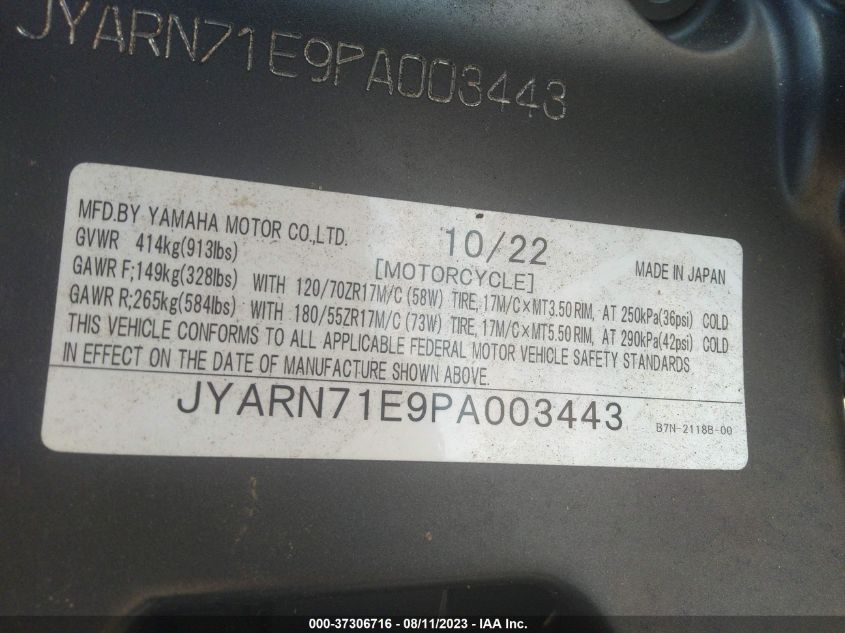 JYARN71E9PA003443
MFD.BY YAMAHA MOTOR CO.,LTD. 10/22
GVWR 414kg(913lbs) [MOTORCYCLE] MADE IN JAPAN
GAWR F;149kg(328lbs) WITH 120/70ZR17M/C (58W) TIRE, 17M/C×MT3.50 RIM, AT 250kPa(36psi) COLD
GAWR R;265kg(584lbs) WITH 180/55ZR17M/C (73W) TIRE, 17M/C×MT5.50 RIM, AT 290kPa(42psi) COLD
THIS VEHICLE CONFORMS TO ALL APPLICABLE FEDERAL MOTOR VEHICLE SAFETY STANDARDS
IN EFFECT ON THE DATE OF MANUFACTURE SHOWN ABOVE.
JYARN71E9PA003443 B7N-2118B-00
000-37306716 - 08/11/2023 - IAA Inc.